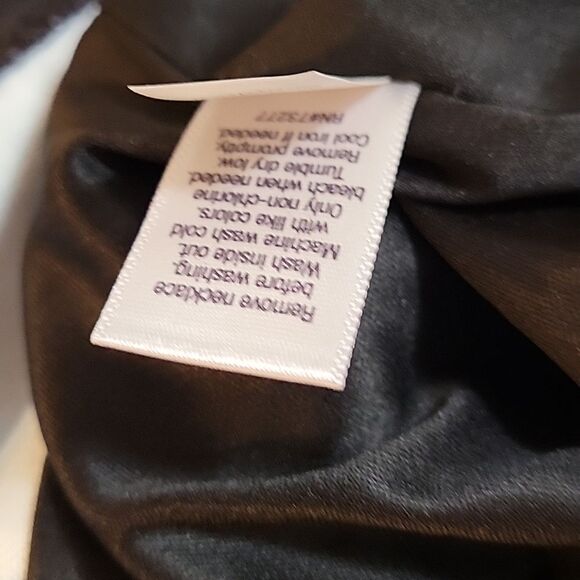 Remove necklace
before washing.
Wash inside out.
Machine wash cold
with like colors.
Only non-chlorine
bleach when needed.
Tumble dry low.
Remove promptly.
Cool iron if needed.
RN#73277